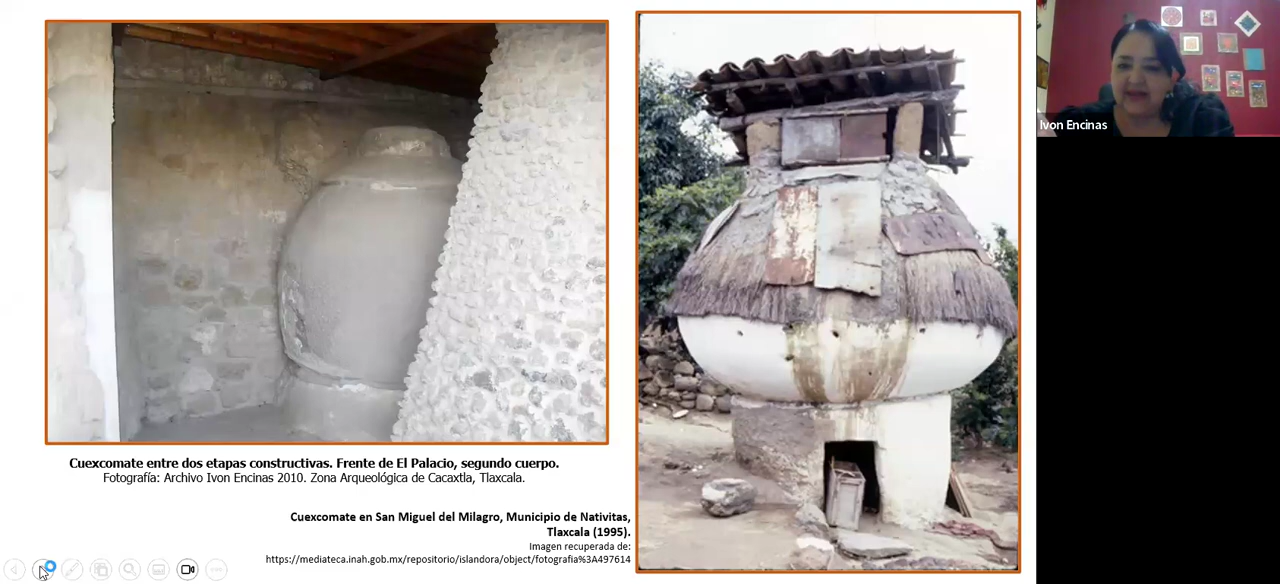 Ivon Encinas
Cuexcomate entre dos etapas constructivas. Frente de El Palacio, segundo cuerpo.
Fotografía: Archivo Ivon Encinas 2010. Zona Arqueológica de Cacaxtla, Tlaxcala.
Cuexcomate en San Miguel del Milagro, Municipio de Nativitas,
Tlaxcala (1995).
Imagen recuperada de:
https://mediateca.inah.gob.mx/repositorio/islandora/object/fotografia%3A497614